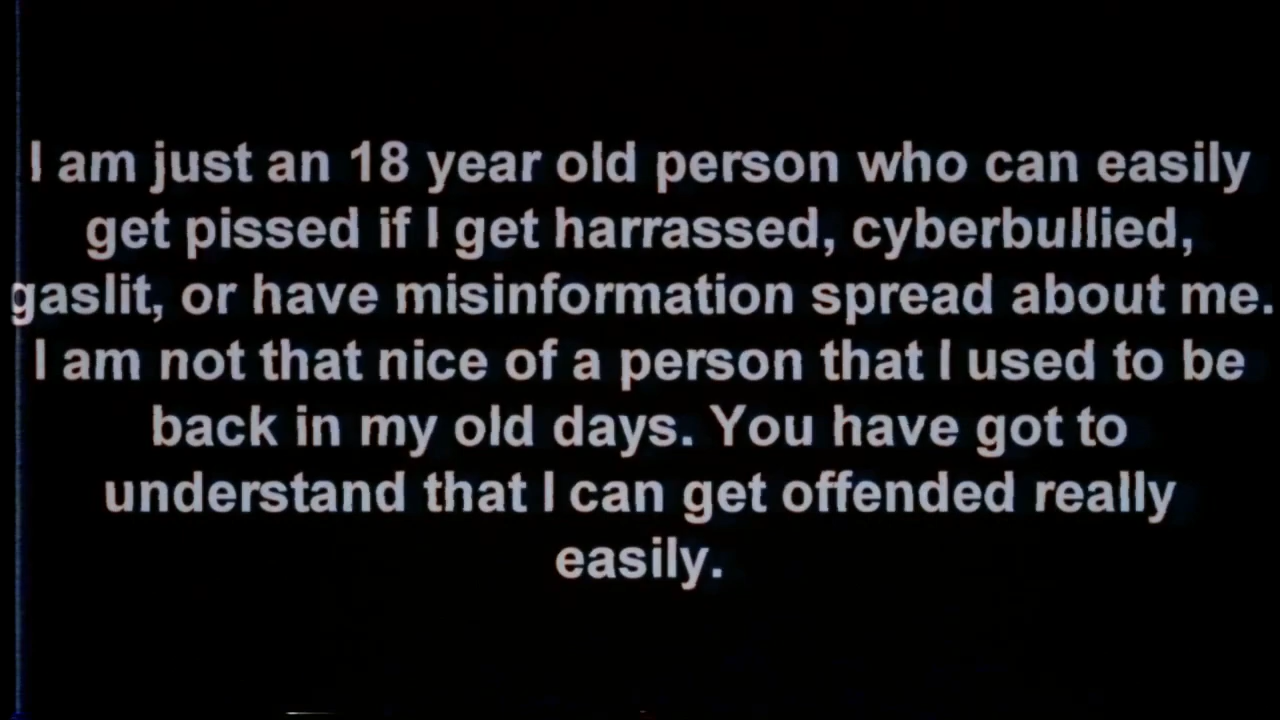 I am just an 18 year old person who can easily
get pissed if I get harrassed, cyberbullied,
gaslit, or have misinformation spread about me.
I am not that nice of a person that I used to be
back in my old days. You have got to
understand that I can get offended really
easily.